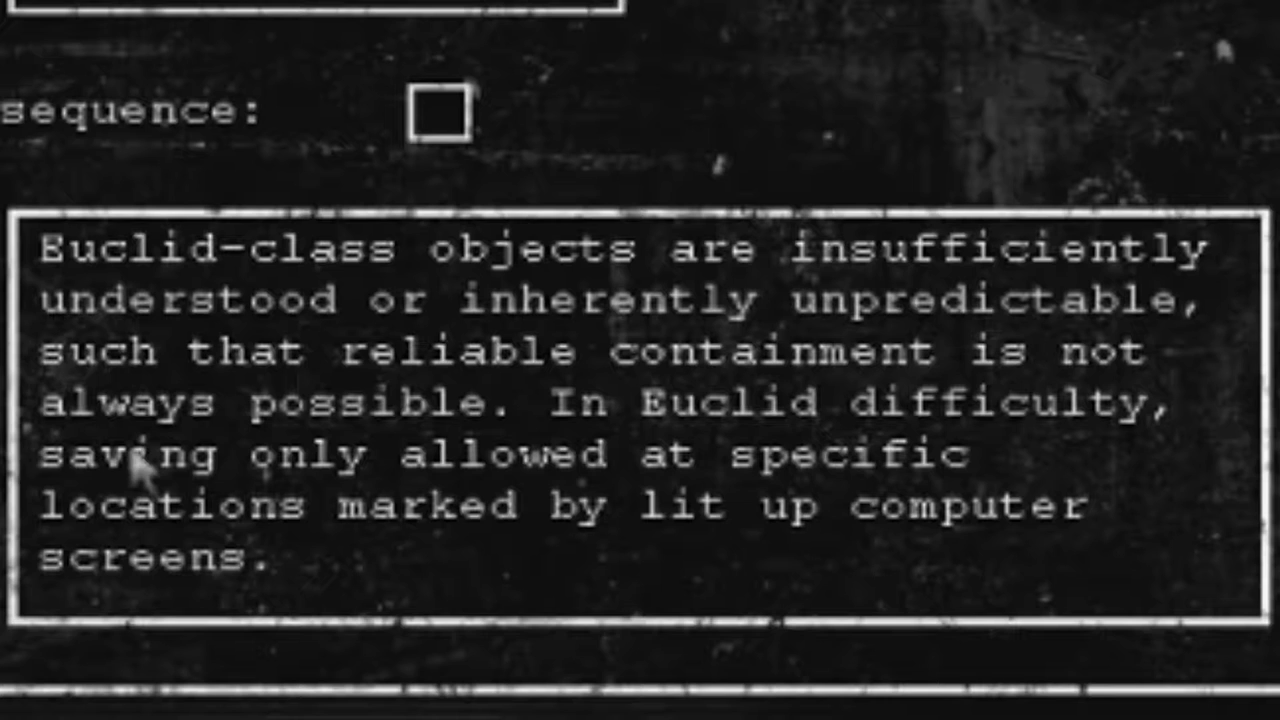 sequence:
Euclid-class objects are insufficiently
understood or inherently unpredictable,
such that reliable containment is not
always possible. In Euclid difficulty,
saving only allowed at specific
locations marked by lit up computer
screens.